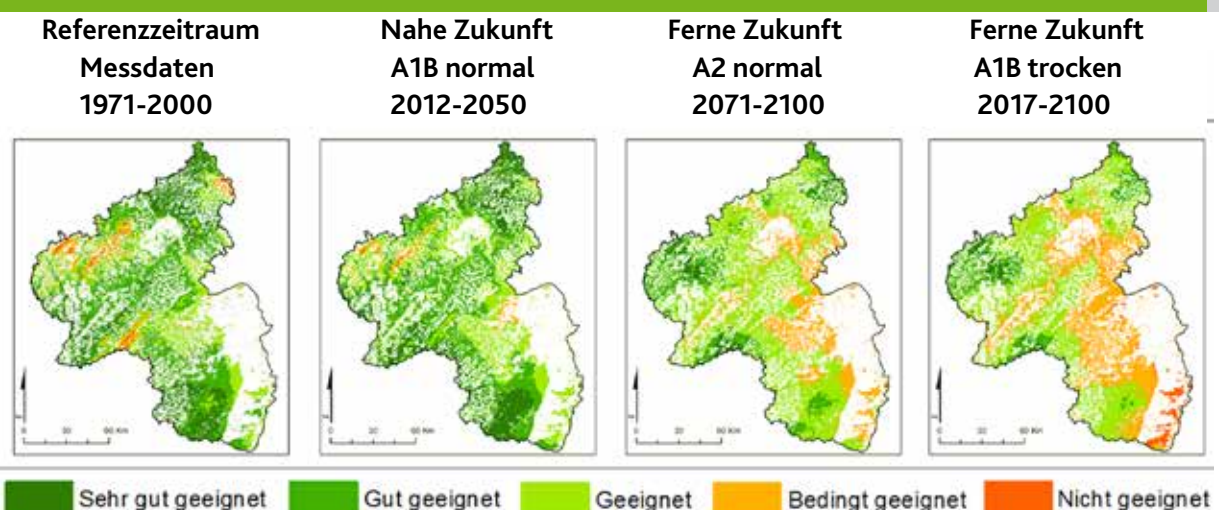 Referenzzeitraum
Messdaten
1971-2000
Nahe Zukunft
A1B normal
2012-2050
Ferne Zukunft
A2 normal
2071-2100
Ferne Zukunft
A1B trocken
2017-2100
Sehr gut geeignet
Gut geeignet
Geeignet
Bedingt geeignet
Nicht geeignet